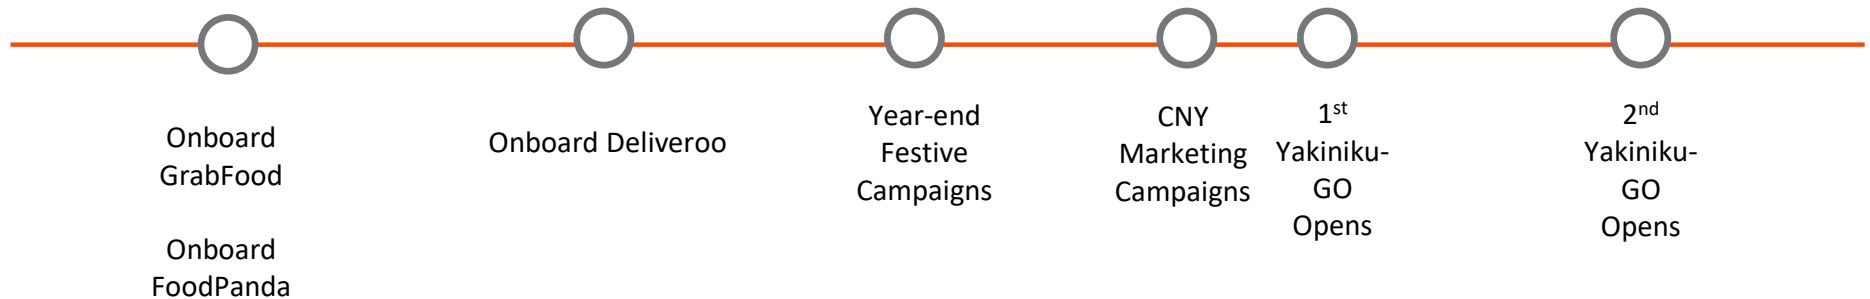 Onboard
GrabFood
Onboard
FoodPanda
Onboard Deliveroo
Year-end
Festive
Campaigns
CNY
Marketing
Campaigns
1st
Yakiniku-
GO
Opens
2nd
Yakiniku-
GO
Opens